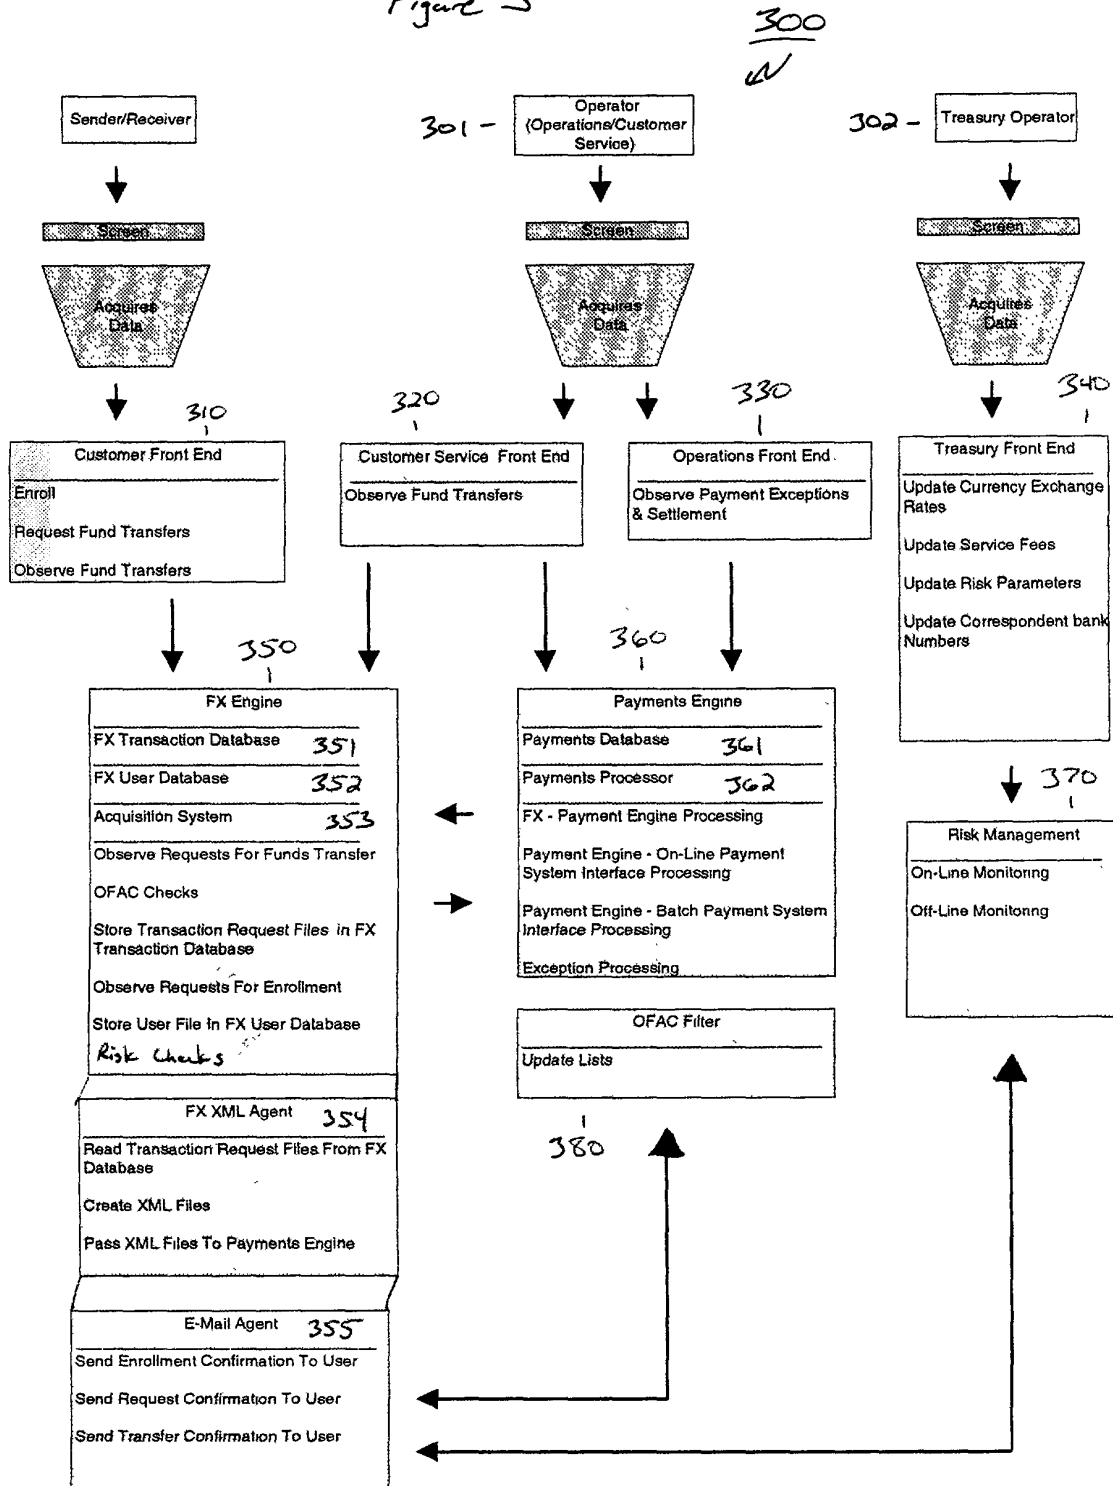 Figure 3
300
Sender/Receiver
301 -
Operator
(Operations/Customer
Service)
302 -
Treasury Operator
Screen
Screen
Screen
Acquires
Data
Acquires
Data
Acquires
Data
310
320
330
340
Customer Front End
Enroll
Request Fund Transfers
Observe Fund Transfers
Customer Service Front End
Observe Fund Transfers
Operations Front End
Observe Payment Exceptions
& Settlement
Treasury Front End
Update Currency Exchange
Rates
Update Service Fees
Update Risk Parameters
Update Correspondent bank
Numbers
350
FX Engine
FX Transaction Database 351
FX User Database 352
Acquisition System 353
Observe Requests For Funds Transfer
OFAC Checks
Store Transaction Request Files in FX
Transaction Database
Observe Requests For Enrollment
Store User File in FX User Database
Risk Checks
360
Payments Engine
Payments Database 361
Payments Processor 362
FX - Payment Engine Processing
Payment Engine - On-Line Payment
System Interface Processing
Payment Engine - Batch Payment System
Interface Processing
Exception Processing
370
Risk Management
On-Line Monitoring
Off-Line Monitoring
OFAC Filter
Update Lists
380
FX XML Agent 354
Read Transaction Request Files From FX
Database
Create XML Files
Pass XML Files To Payments Engine
E-Mail Agent 355
Send Enrollment Confirmation To User
Send Request Confirmation To User
Send Transfer Confirmation To User